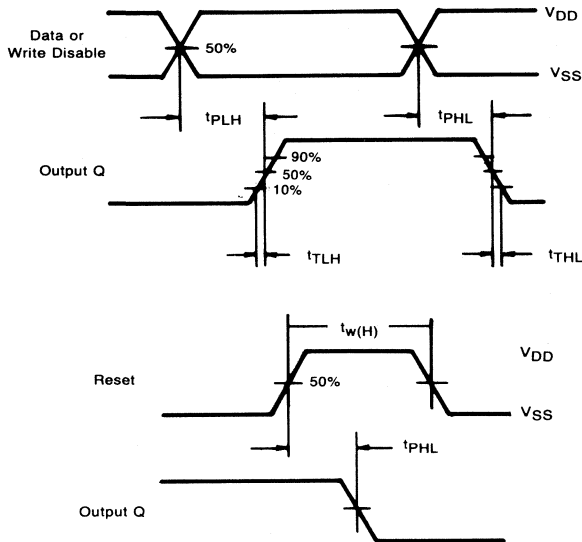 Data or
Write Disable
50%
VDD
VSS
tPLH
tPHL
Output Q
90%
50%
10%
tTLH
tTHL
tw(H)
VDD
Reset
50%
VSS
tPHL
Output Q